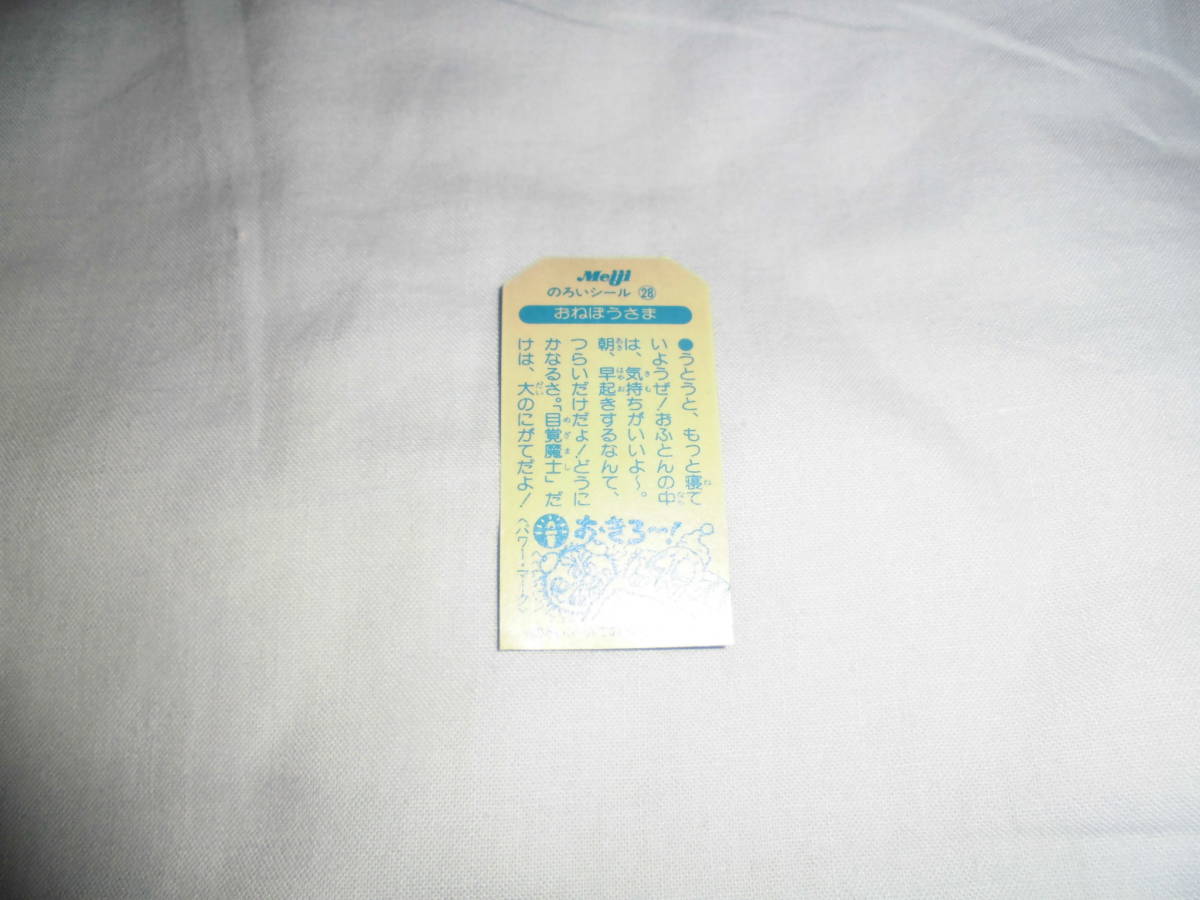 Meiji
のろいシール 28
おねぼうさま
●うとうと、もっと寝て
いようぜ!おふとんの中
は、気持ちがいいよ〜。
朝、早起きするなんて、
つらいだけだよ!どうに
かなるさ。「目覚魔士」だ
けは、大のにがてだよ!
おきろ〜!
〈パワー・マーク〉